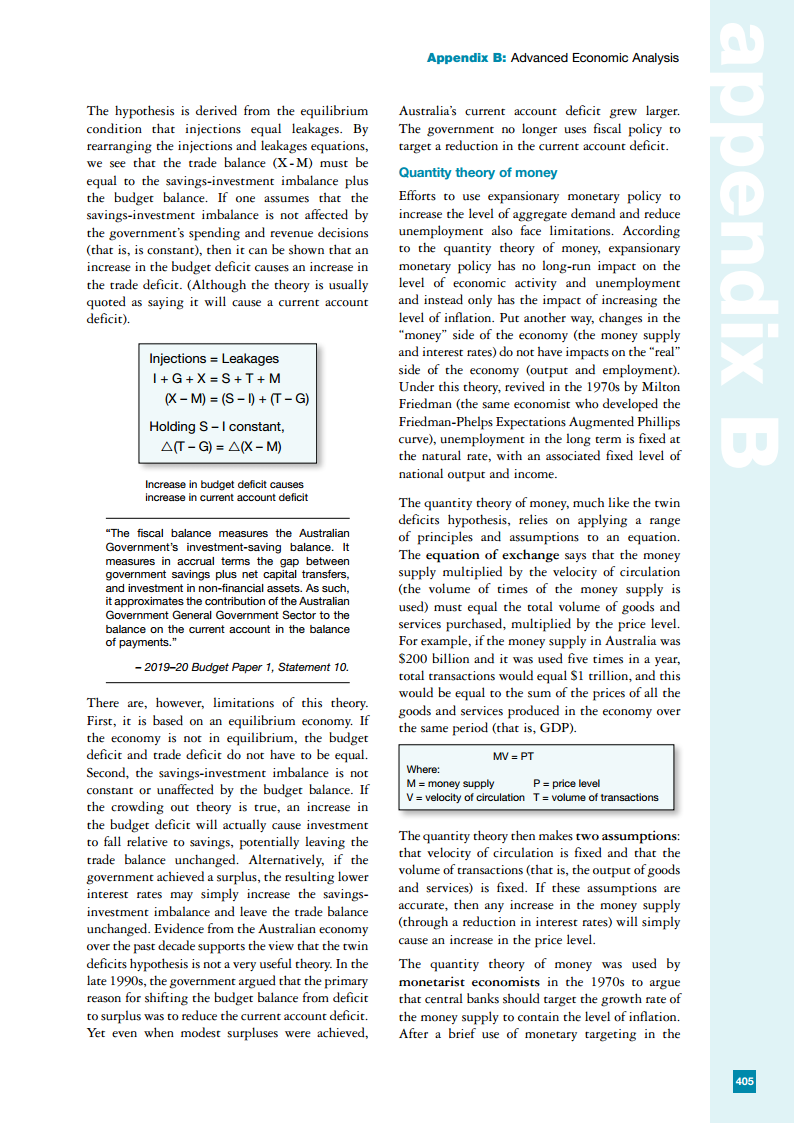 Appendix B: Advanced Economic Analysis
The hypothesis is derived from the equilibrium
condition that injections equal leakages. By
rearranging the injections and leakages equations,
we see that the trade balance (X - M) must be
equal to the savings-investment imbalance plus
the budget balance. If one assumes that the
savings-investment imbalance is not affected by
the government's spending and revenue decisions
(that is, is constant), then it can be shown that an
increase in the budget deficit causes an increase in
the trade deficit. (Although the theory is usually
quoted as saying it will cause a current account
deficit).
Injections = Leakages
I + G + X = S + T + M
(X – M) = (S – I) + (T – G)
Holding S – I constant,
△(T – G) = △(X – M)
Increase in budget deficit causes
increase in current account deficit
“The fiscal balance measures the Australian
Government's investment-saving balance. It
measures in accrual terms the gap between
government savings plus net capital transfers,
and investment in non-financial assets. As such,
it approximates the contribution of the Australian
Government General Government Sector to the
balance on the current account in the balance
of payments.”
– 2019–20 Budget Paper 1, Statement 10.
There are, however, limitations of this theory.
First, it is based on an equilibrium economy. If
the economy is not in equilibrium, the budget
deficit and trade deficit do not have to be equal.
Second, the savings-investment imbalance is not
constant or unaffected by the budget balance. If
the crowding out theory is true, an increase in
the budget deficit will actually cause investment
to fall relative to savings, potentially leaving the
trade balance unchanged. Alternatively, if the
government achieved a surplus, the resulting lower
interest rates may simply increase the savings-
investment imbalance and leave the trade balance
unchanged. Evidence from the Australian economy
over the past decade supports the view that the twin
deficits hypothesis is not a very useful theory. In the
late 1990s, the government argued that the primary
reason for shifting the budget balance from deficit
to surplus was to reduce the current account deficit.
Yet even when modest surpluses were achieved,
Australia's current account deficit grew larger.
The government no longer uses fiscal policy to
target a reduction in the current account deficit.
Quantity theory of money
Efforts to use expansionary monetary policy to
increase the level of aggregate demand and reduce
unemployment also face limitations. According
to the quantity theory of money, expansionary
monetary policy has no long-run impact on the
level of economic activity and unemployment
and instead only has the impact of increasing the
level of inflation. Put another way, changes in the
“money” side of the economy (the money supply
and interest rates) do not have impacts on the “real”
side of the economy (output and employment).
Under this theory, revived in the 1970s by Milton
Friedman (the same economist who developed the
Friedman-Phelps Expectations Augmented Phillips
curve), unemployment in the long term is fixed at
the natural rate, with an associated fixed level of
national output and income.
The quantity theory of money, much like the twin
deficits hypothesis, relies on applying a range
of principles and assumptions to an equation.
The equation of exchange says that the money
supply multiplied by the velocity of circulation
(the volume of times of the money supply is
used) must equal the total volume of goods and
services purchased, multiplied by the price level.
For example, if the money supply in Australia was
$200 billion and it was used five times in a year,
total transactions would equal $1 trillion, and this
would be equal to the sum of the prices of all the
goods and services produced in the economy over
the same period (that is, GDP).
MV = PT
Where:
M = money supply P = price level
V = velocity of circulation T = volume of transactions
The quantity theory then makes two assumptions:
that velocity of circulation is fixed and that the
volume of transactions (that is, the output of goods
and services) is fixed. If these assumptions are
accurate, then any increase in the money supply
(through a reduction in interest rates) will simply
cause an increase in the price level.
The quantity theory of money was used by
monetarist economists in the 1970s to argue
that central banks should target the growth rate of
the money supply to contain the level of inflation.
After a brief use of monetary targeting in the
appendix B
405